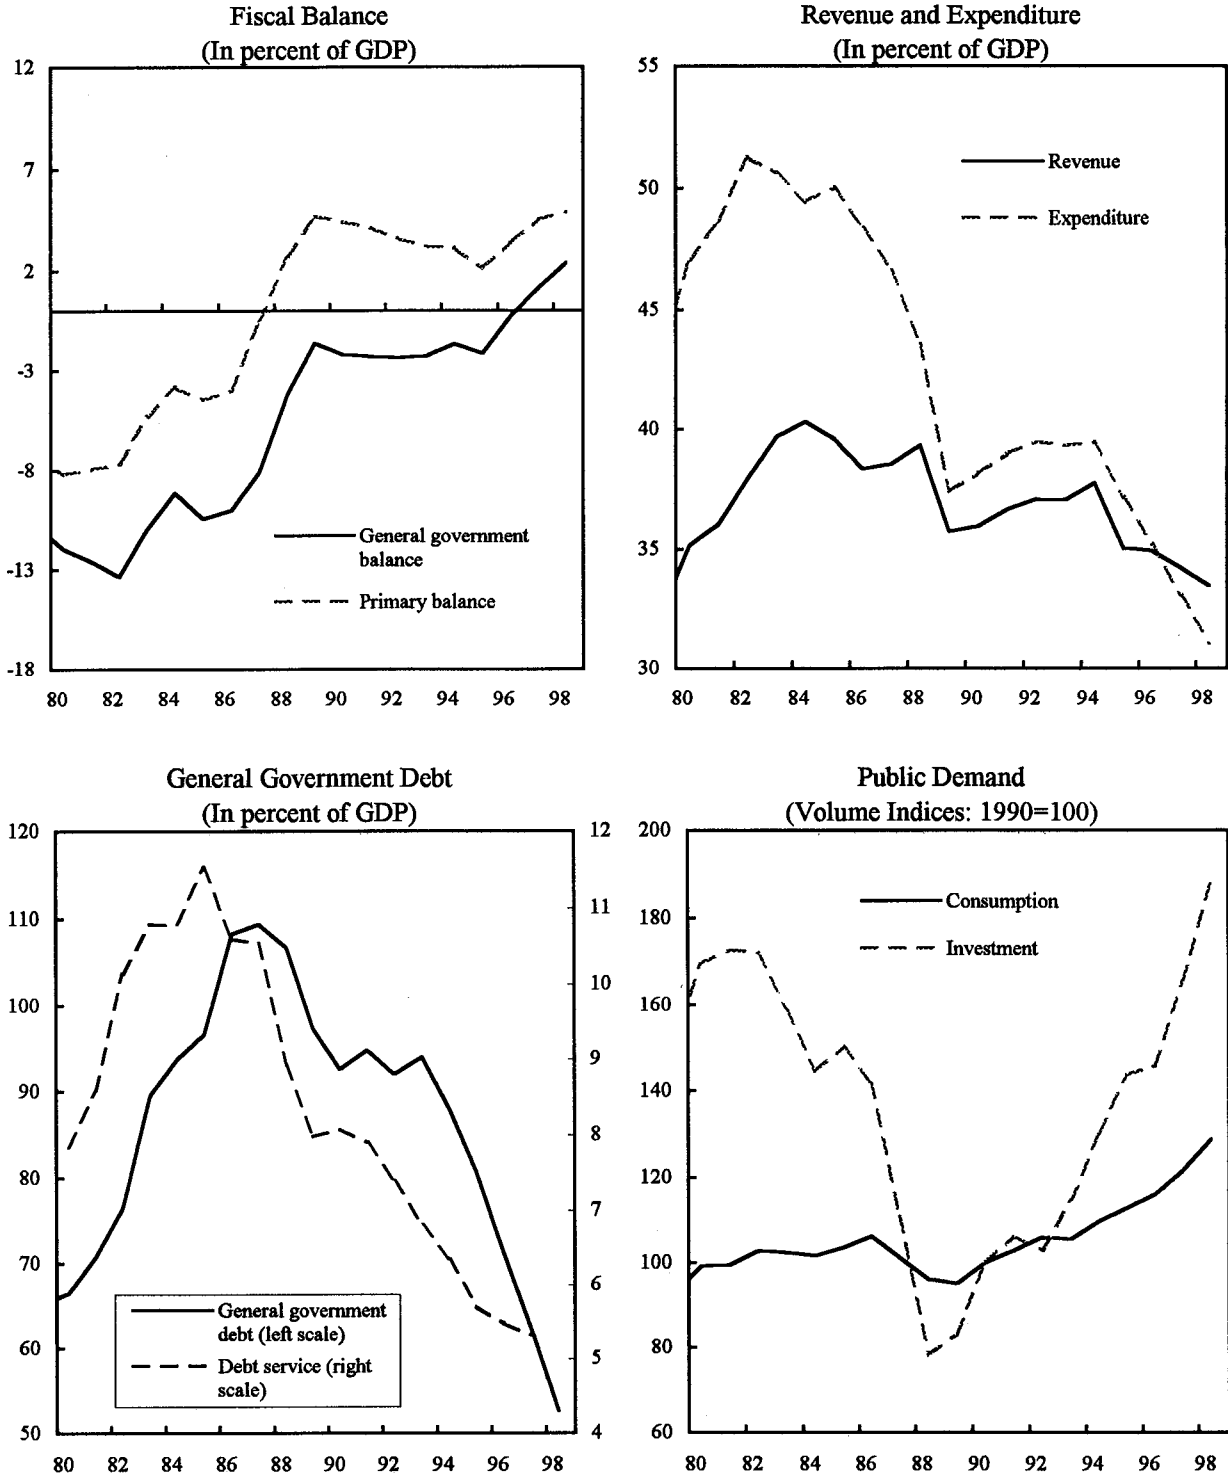 Fiscal Balance
(In percent of GDP)
12
7
2
-3
-8
-13
-18
General government
balance
Primary balance
80 82 84 86 88 90 92 94 96 98
Revenue and Expenditure
(In percent of GDP)
55
50
45
40
35
30
Revenue
Expenditure
80 82 84 86 88 90 92 94 96 98
General Government Debt
(In percent of GDP)
120
110
100
90
80
70
60
50
12
11
10
9
8
7
6
5
4
General government
debt (left scale)
Debt service (right
scale)
80 82 84 86 88 90 92 94 96 98
Public Demand
(Volume Indices: 1990=100)
200
180
160
140
120
100
80
60
Consumption
Investment
80 82 84 86 88 90 92 94 96 98